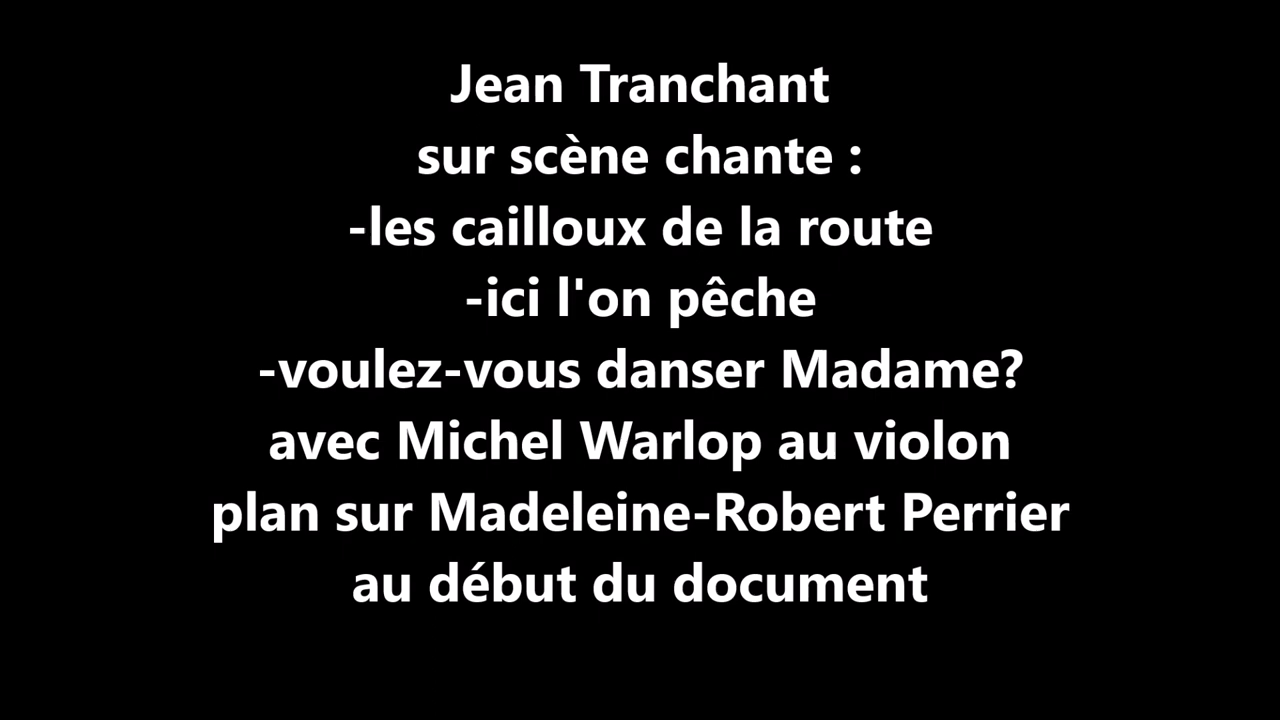 Jean Tranchant
sur scène chante :
-les cailloux de la route
-ici l'on pêche
-voulez-vous danser Madame?
avec Michel Warlop au violon
plan sur Madeleine-Robert Perrier
au début du document